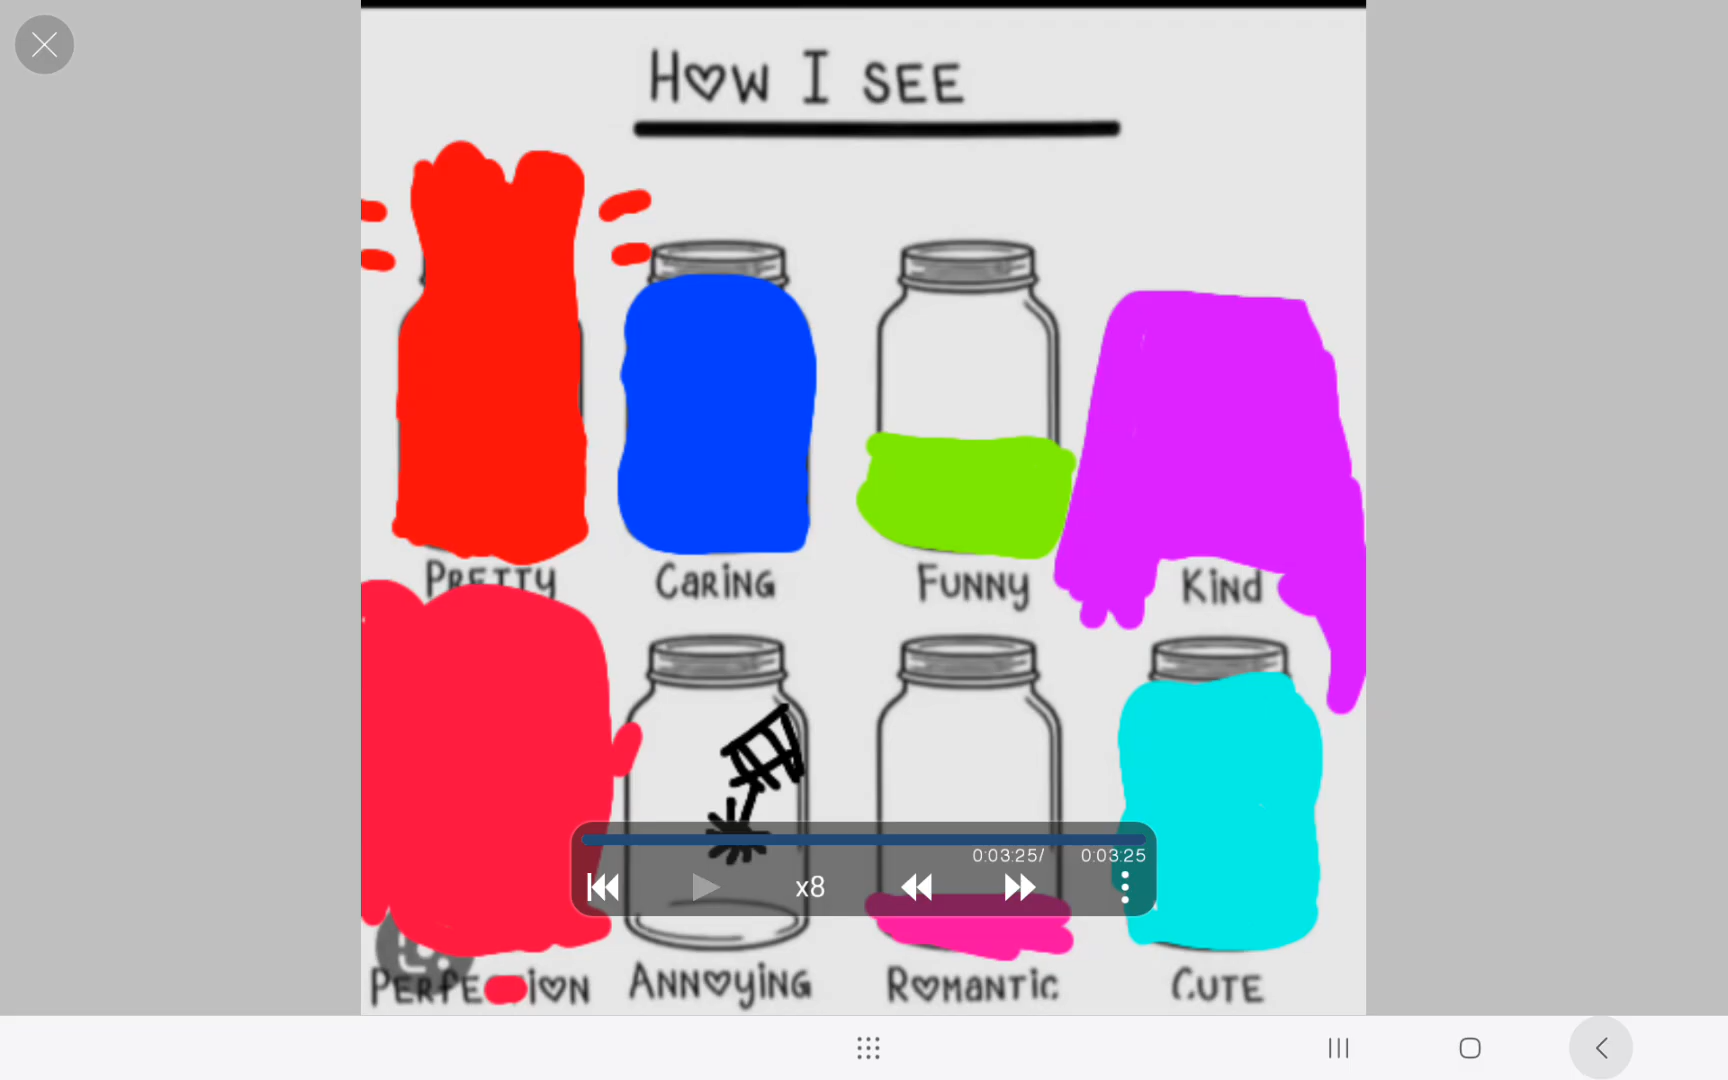 How I see
Pretty Caring Funny Kind
0:03:25/ 0:03:25
x8
Annoying Romantic Cute